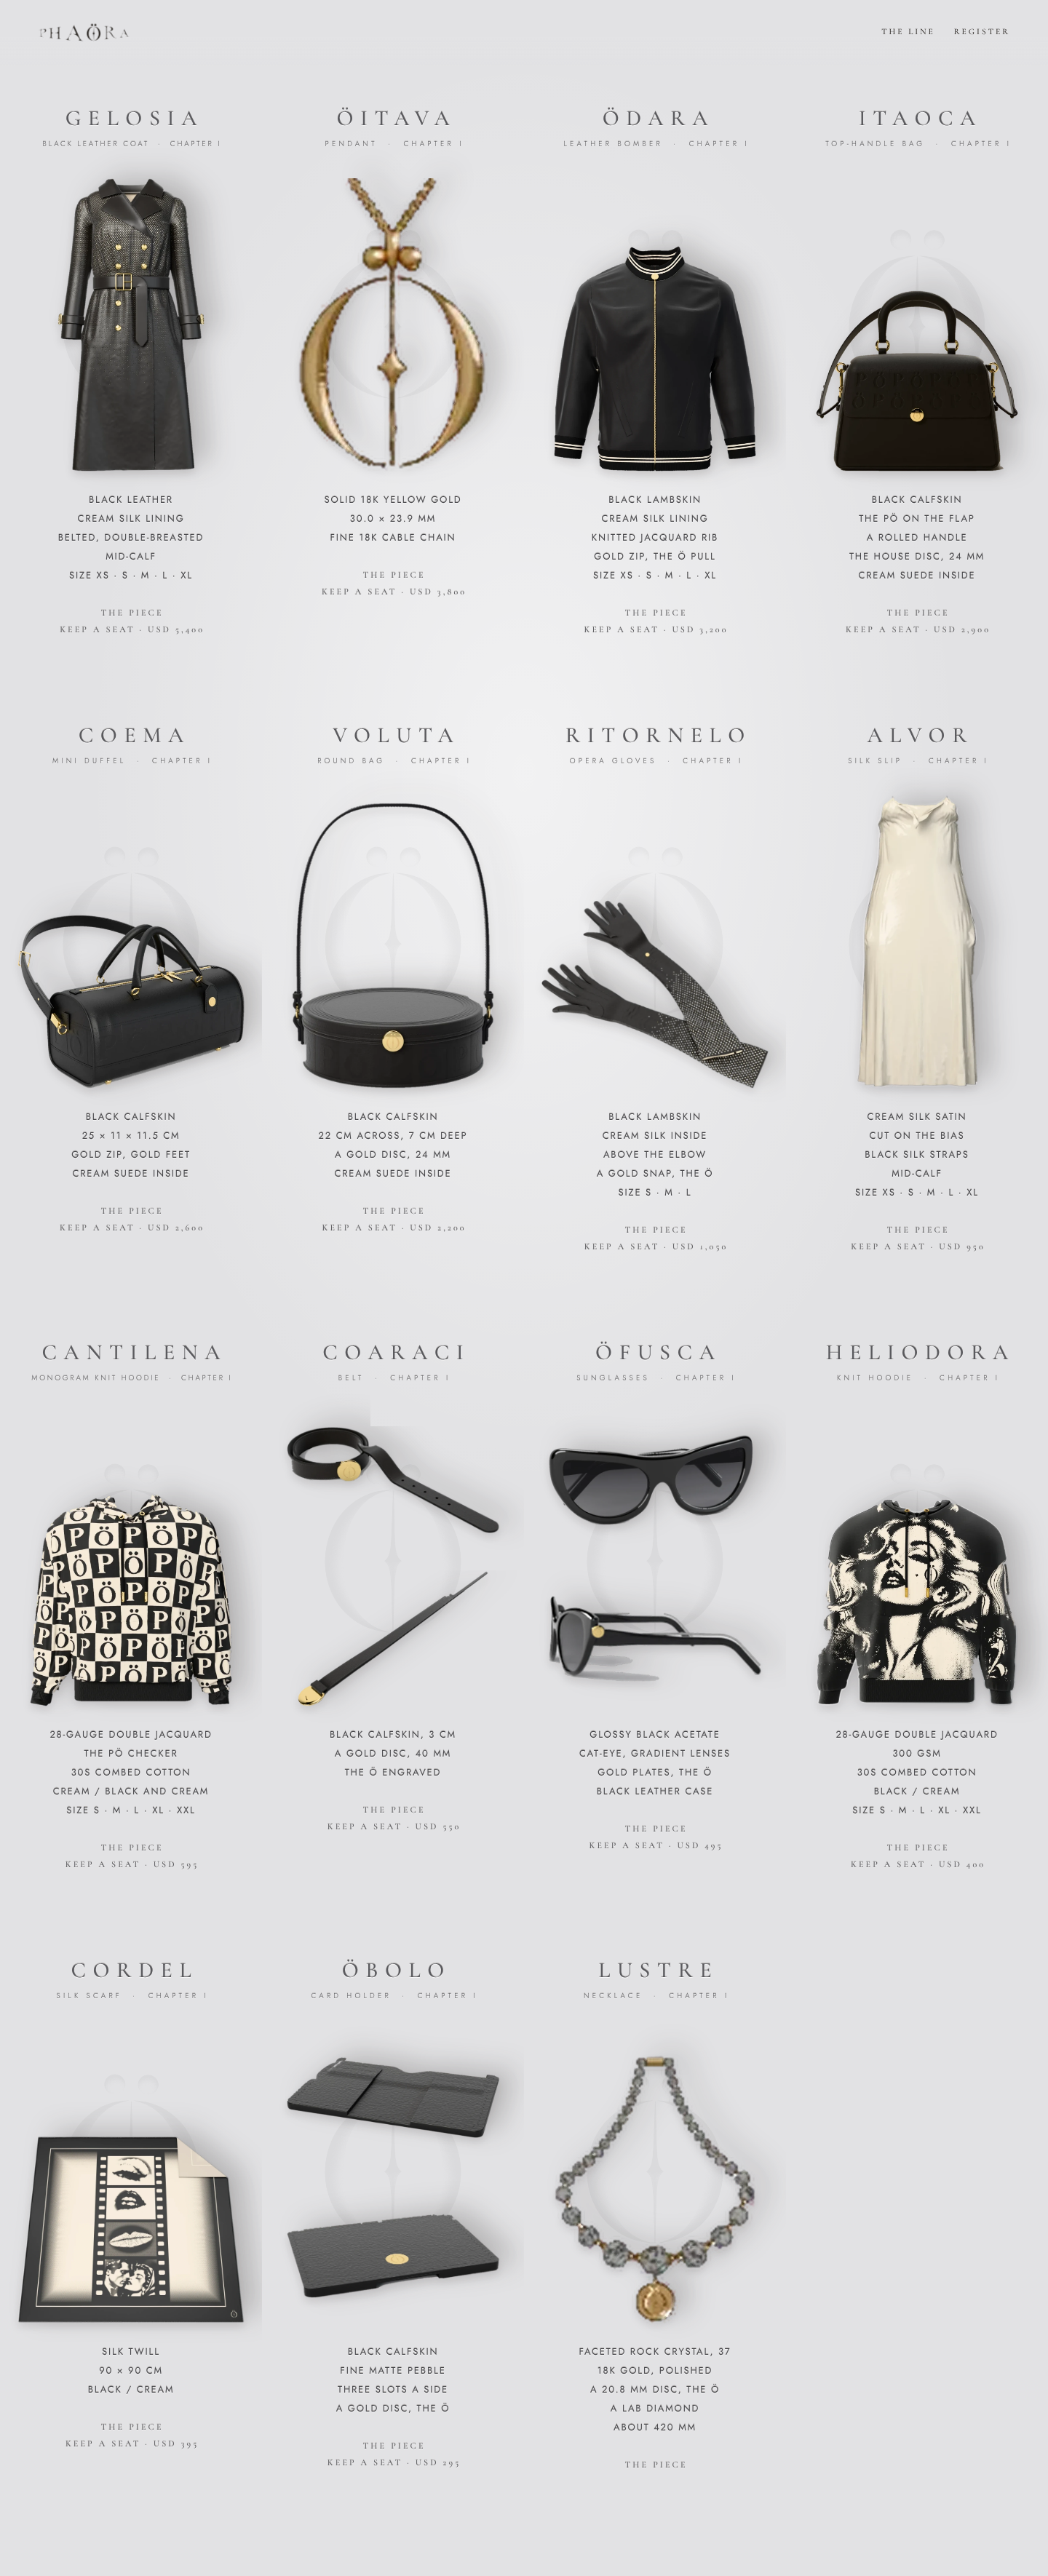 PHAÖRA
THE LINE REGISTER
GELOSIA
BLACK LEATHER COAT · CHAPTER I
BLACK LEATHER
CREAM SILK LINING
BELTED, DOUBLE-BREASTED
MID-CALF
SIZE XS · S · M · L · XL
THE PIECE
KEEP A SEAT · USD 5,400
ÖITAVA
PENDANT · CHAPTER I
SOLID 18K YELLOW GOLD
30.0 × 23.9 MM
FINE 18K CABLE CHAIN
THE PIECE
KEEP A SEAT · USD 3,800
ÖDARA
LEATHER BOMBER · CHAPTER I
BLACK LAMBSKIN
CREAM SILK LINING
KNITTED JACQUARD RIB
GOLD ZIP, THE Ö PULL
SIZE XS · S · M · L · XL
THE PIECE
KEEP A SEAT · USD 3,200
ITAOCA
TOP-HANDLE BAG · CHAPTER I
BLACK CALFSKIN
THE PÖ ON THE FLAP
A ROLLED HANDLE
THE HOUSE DISC, 24 MM
CREAM SUEDE INSIDE
THE PIECE
KEEP A SEAT · USD 2,900
COEMA
MINI DUFFEL · CHAPTER I
BLACK CALFSKIN
25 × 11 × 11.5 CM
GOLD ZIP, GOLD FEET
CREAM SUEDE INSIDE
THE PIECE
KEEP A SEAT · USD 2,600
VOLUTA
ROUND BAG · CHAPTER I
BLACK CALFSKIN
22 CM ACROSS, 7 CM DEEP
A GOLD DISC, 24 MM
CREAM SUEDE INSIDE
THE PIECE
KEEP A SEAT · USD 2,200
RITORNELO
OPERA GLOVES · CHAPTER I
BLACK LAMBSKIN
CREAM SILK INSIDE
ABOVE THE ELBOW
A GOLD SNAP, THE Ö
SIZE S · M · L
THE PIECE
KEEP A SEAT · USD 1,050
ALVOR
SILK SLIP · CHAPTER I
CREAM SILK SATIN
CUT ON THE BIAS
BLACK SILK STRAPS
MID-CALF
SIZE XS · S · M · L · XL
THE PIECE
KEEP A SEAT · USD 950
CANTILENA
MONOGRAM KNIT HOODIE · CHAPTER I
28-GAUGE DOUBLE JACQUARD
THE PÖ CHECKER
30S COMBED COTTON
CREAM / BLACK AND CREAM
SIZE S · M · L · XL · XXL
THE PIECE
KEEP A SEAT · USD 595
COARACI
BELT · CHAPTER I
BLACK CALFSKIN, 3 CM
A GOLD DISC, 40 MM
THE Ö ENGRAVED
THE PIECE
KEEP A SEAT · USD 550
ÖFUSCA
SUNGLASSES · CHAPTER I
GLOSSY BLACK ACETATE
CAT-EYE, GRADIENT LENSES
GOLD PLATES, THE Ö
BLACK LEATHER CASE
THE PIECE
KEEP A SEAT · USD 495
HELIODORA
KNIT HOODIE · CHAPTER I
28-GAUGE DOUBLE JACQUARD
300 GSM
30S COMBED COTTON
BLACK / CREAM
SIZE S · M · L · XL · XXL
THE PIECE
KEEP A SEAT · USD 400
CORDEL
SILK SCARF · CHAPTER I
SILK TWILL
90 × 90 CM
BLACK / CREAM
THE PIECE
KEEP A SEAT · USD 395
ÖBOLO
CARD HOLDER · CHAPTER I
BLACK CALFSKIN
FINE MATTE PEBBLE
THREE SLOTS A SIDE
A GOLD DISC, THE Ö
THE PIECE
KEEP A SEAT · USD 295
LUSTRE
NECKLACE · CHAPTER I
FACETED ROCK CRYSTAL, 37
18K GOLD, POLISHED
A 20.8 MM DISC, THE Ö
A LAB DIAMOND
ABOUT 420 MM
THE PIECE